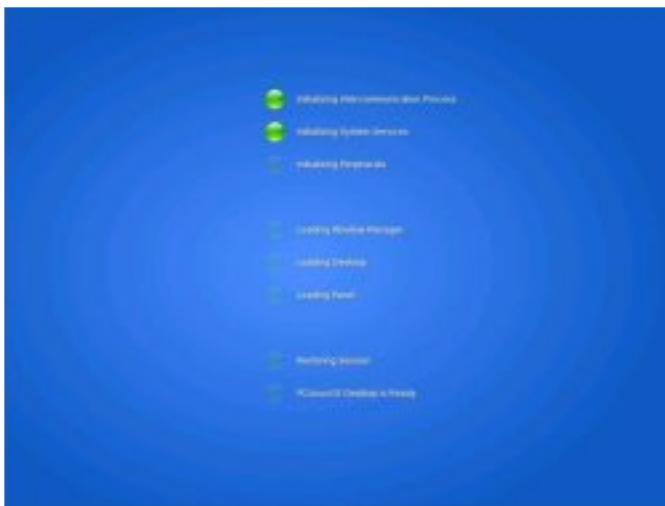 Initializing Intercommunication Process
Initializing System Services
Initializing Peripherals
Loading Window Manager
Loading Desktop
Loading Panel
Restoring Session
PCLinuxOS Desktop is Ready